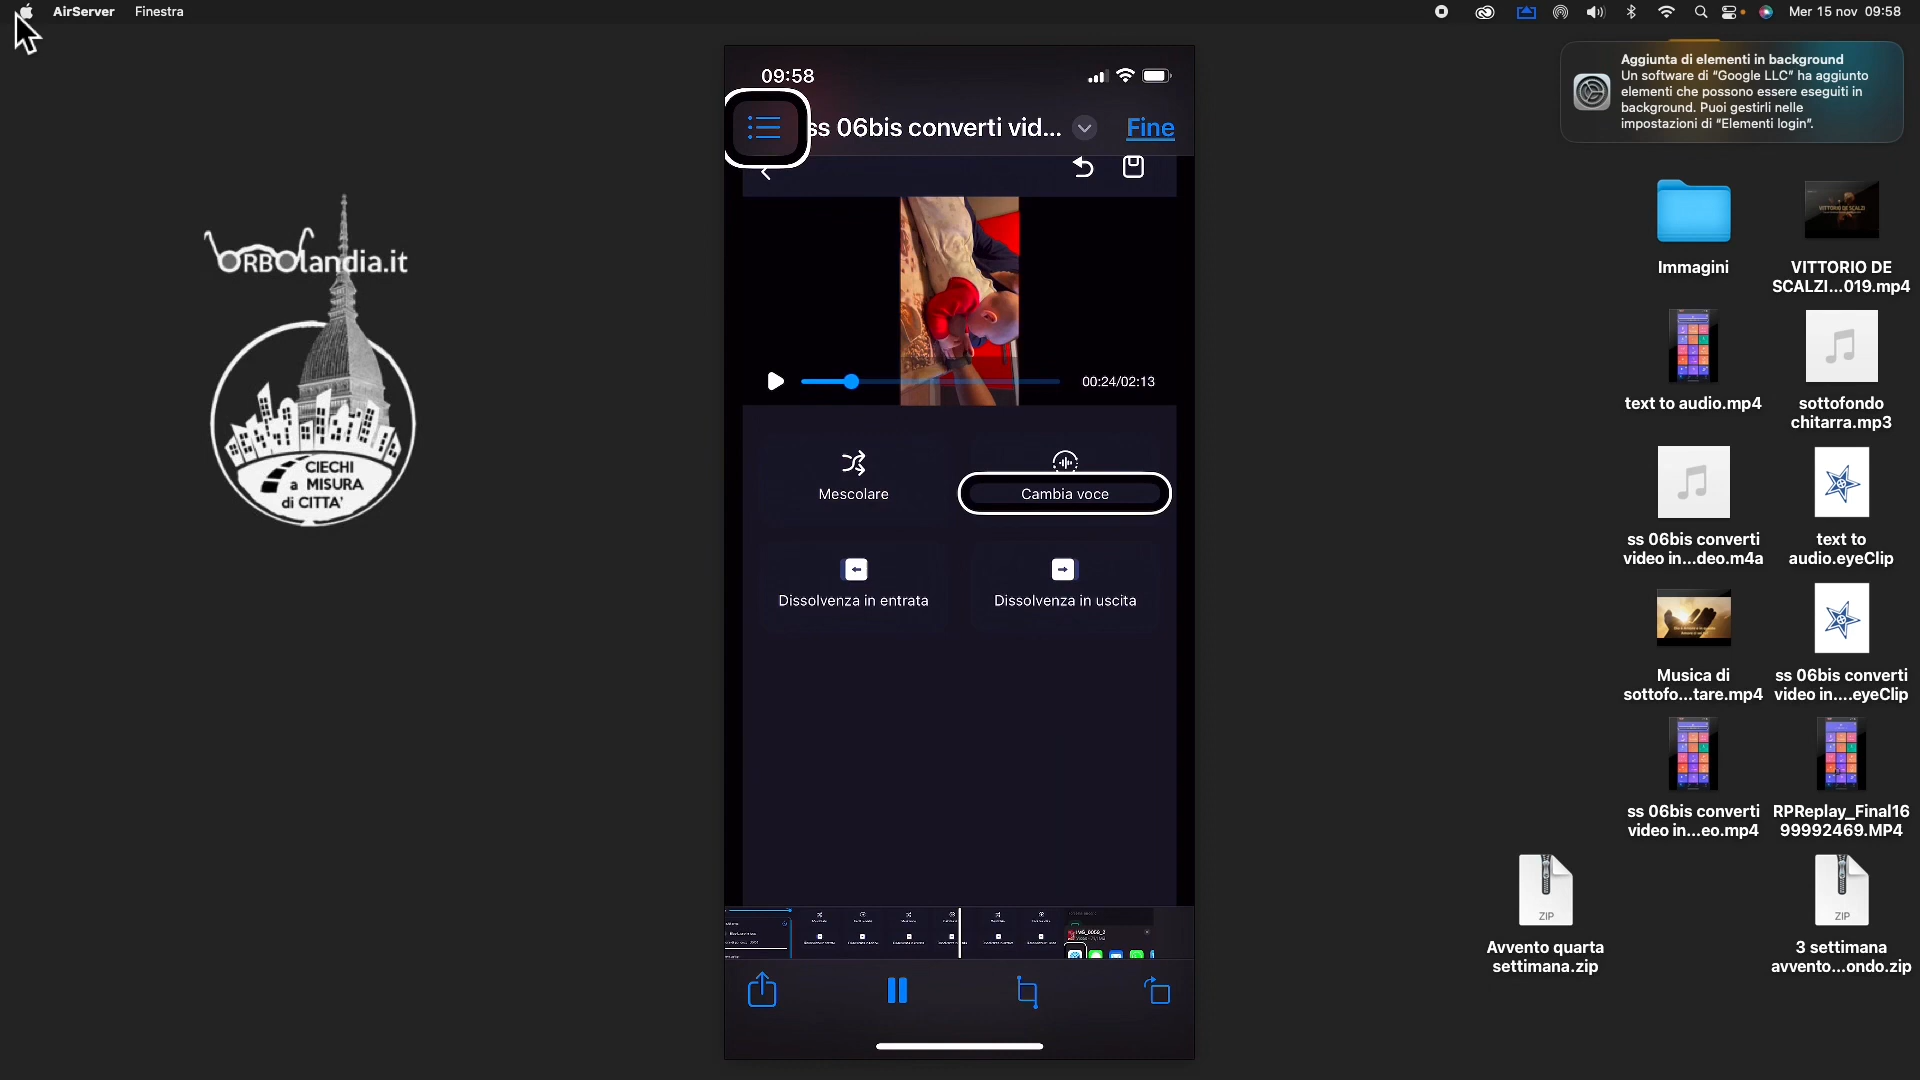 AirServer Finestra
Mer 15 nov 09:58
Aggiunta di elementi in background
Un software di “Google LLC” ha aggiunto
elementi che possono essere eseguiti in
background. Puoi gestirli nelle
impostazioni di “Elementi login”.
09:58
ss 06bis converti vid...
Fine
00:24/02:13
Mescolare
Cambia voce
Dissolvenza in entrata
Dissolvenza in uscita
ORBOlandia.it
CIECHI
a MISURA
di CITTA'
Immagini
VITTORIO DE SCALZI
VITTORIO DE
SCALZI...019.mp4
text to audio.mp4
sottofondo
chitarra.mp3
ss 06bis converti
video in...deo.m4a
text to
audio.eyeClip
Musica di
sottofo...tare.mp4
ss 06bis converti
video in....eyeClip
ss 06bis converti
video in...eo.mp4
RPReplay_Final16
99992469.MP4
ZIP
Avvento quarta
settimana.zip
ZIP
3 settimana
avvento...ondo.zip
IMG_0059_2